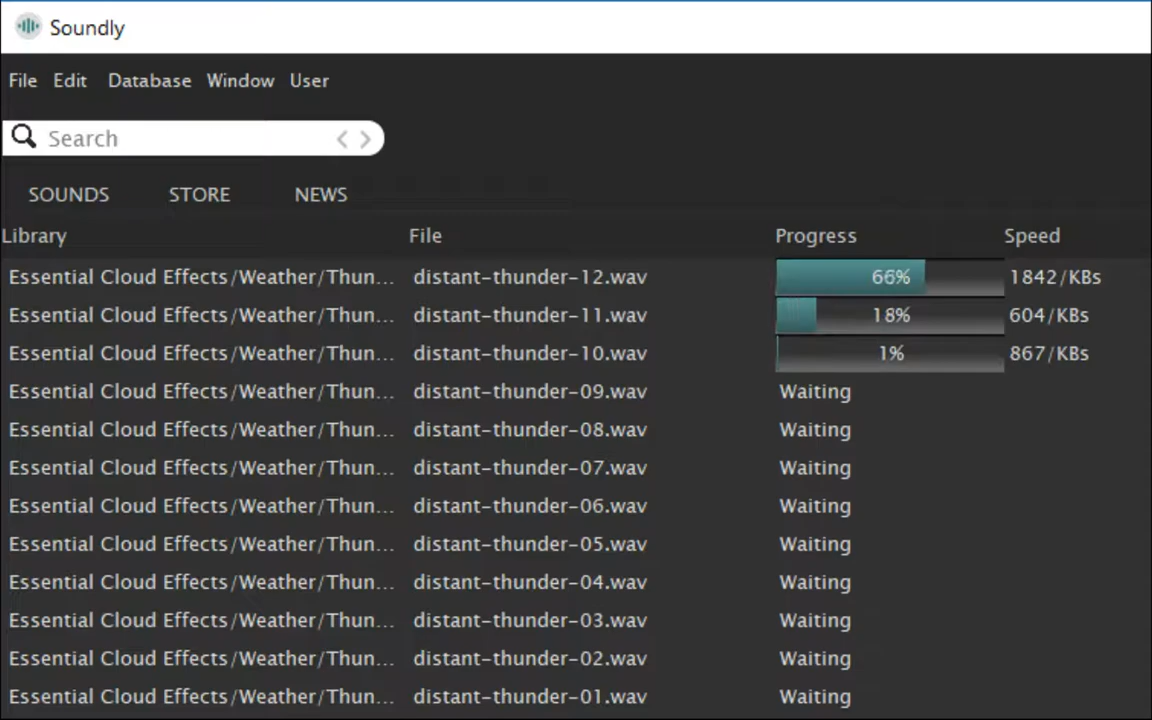 Soundly
File Edit Database Window User
Search
SOUNDS STORE NEWS
Library File Progress Speed
Essential Cloud Effects/Weather/Thun... distant-thunder-12.wav 66% 1842/KBs
Essential Cloud Effects/Weather/Thun... distant-thunder-11.wav 18% 604/KBs
Essential Cloud Effects/Weather/Thun... distant-thunder-10.wav 1% 867/KBs
Essential Cloud Effects/Weather/Thun... distant-thunder-09.wav Waiting
Essential Cloud Effects/Weather/Thun... distant-thunder-08.wav Waiting
Essential Cloud Effects/Weather/Thun... distant-thunder-07.wav Waiting
Essential Cloud Effects/Weather/Thun... distant-thunder-06.wav Waiting
Essential Cloud Effects/Weather/Thun... distant-thunder-05.wav Waiting
Essential Cloud Effects/Weather/Thun... distant-thunder-04.wav Waiting
Essential Cloud Effects/Weather/Thun... distant-thunder-03.wav Waiting
Essential Cloud Effects/Weather/Thun... distant-thunder-02.wav Waiting
Essential Cloud Effects/Weather/Thun... distant-thunder-01.wav Waiting